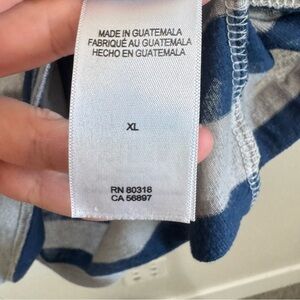 MADE IN GUATEMALA
FABRIQUÉ AU GUATEMALA
HECHO EN GUATEMALA
XL
RN 80318
CA 56897